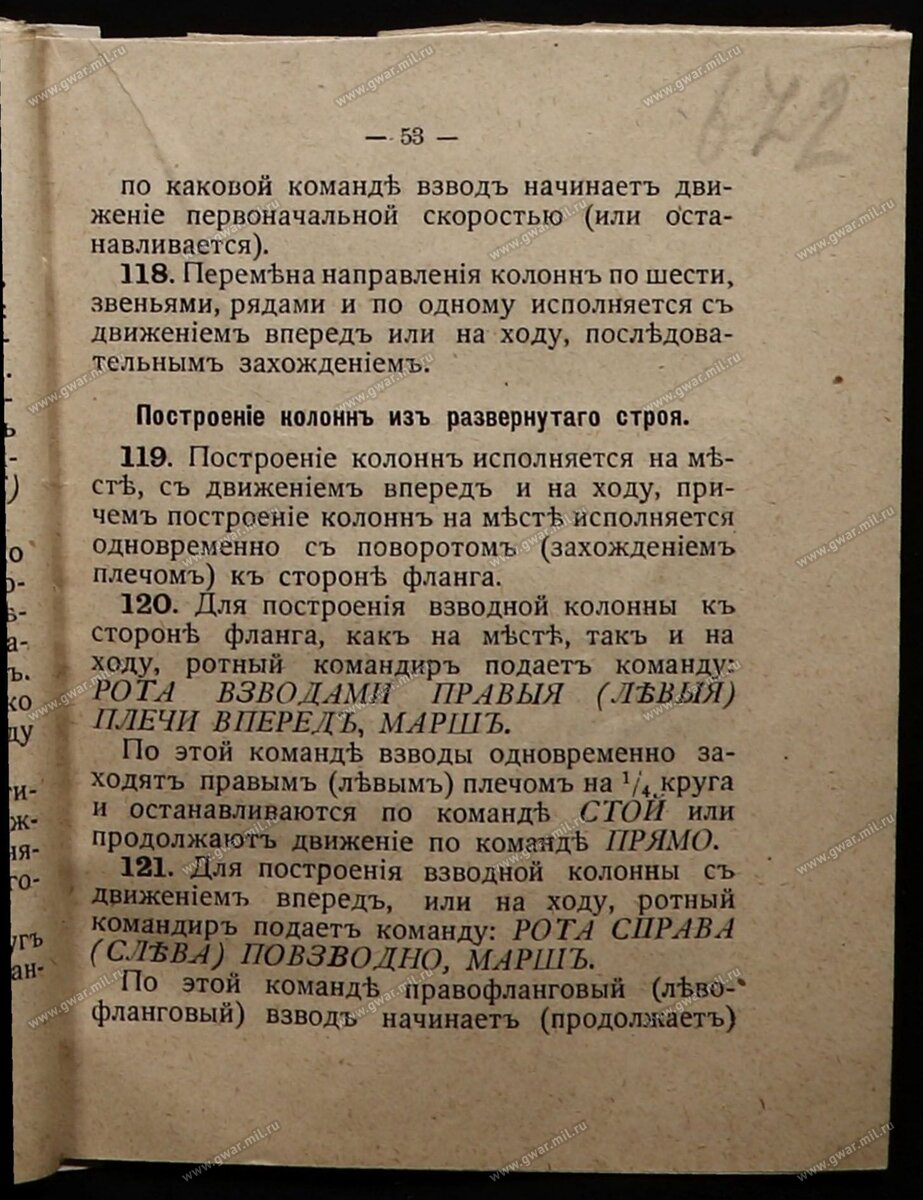 672
— 53 —
по каковой командѣ взводъ начинаетъ дви-
женіе первоначальной скоростью (или оста-
навливается).
118. Перемѣна направленія колоннъ по шести,
звеньями, рядами и по одному исполняется съ
движеніемъ впередъ или на ходу, послѣдова-
тельнымъ захожденіемъ.
Построеніе колоннъ изъ развернутаго строя.
119. Построеніе колоннъ исполняется на мѣ-
стѣ, съ движеніемъ впередъ и на ходу, при-
чемъ построеніе колоннъ на мѣстѣ исполняется
одновременно съ поворотомъ (захожденіемъ
плечомъ) къ сторонѣ фланга.
120. Для построенія взводной колонны къ
сторонѣ фланга, какъ на мѣстѣ, такъ и на
ходу, ротный командиръ подаетъ команду:
РОТА ВЗВОДАМИ ПРАВЫЯ (ЛѢВЫЯ)
ПЛЕЧИ ВПЕРЕДЪ, МАРШЪ.
По этой командѣ взводы одновременно за-
ходятъ правымъ (лѣвымъ) плечомъ на 1/4 круга
и останавливаются по командѣ СТОЙ или
продолжаютъ движеніе по командѣ ПРЯМО.
121. Для построенія взводной колонны съ
движеніемъ впередъ, или на ходу, ротный
командиръ подаетъ команду: РОТА СПРАВА
(СЛѢВА) ПОВЗВОДНО, МАРШЪ.
По этой командѣ правофланговый (лѣво-
фланговый) взводъ начинаетъ (продолжаетъ)
www.gwar.mil.ru